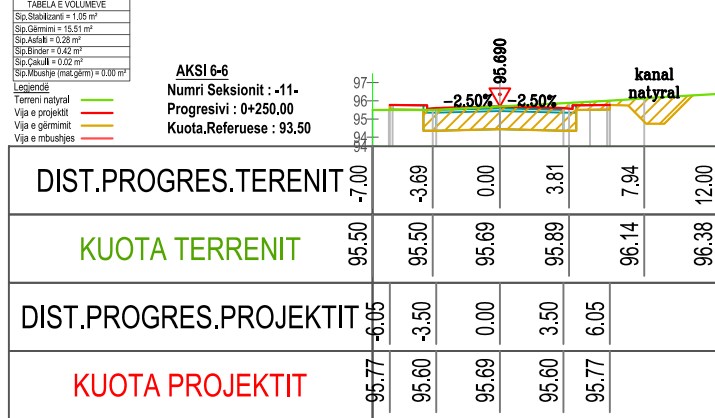 TABELA E VOLUMEVE
Sip.Stabilizanti = 1.05 m²
Sip.Gërmimi = 15.51 m²
Sip.Asfalti = 0.28 m²
Sip.Binder = 0.42 m²
Sip.Çakulli = 0.02 m²
Sip.Mbushje (mat.gërm) = 0.00 m²
Legjendë
Terreni natyral
Vija e projektit
Vija e gërmimit
Vija e mbushjes
AKSI 6-6
Numri Seksionit : -11-
Progresivi : 0+250.00
Kuota.Referuese : 93.50
95.690
97
96
95
94
-2.50% -2.50%
kanal
natyral
DIST.PROGRES.TERENIT -7.00 -3.69 0.00 3.81 7.94 12.00
KUOTA TERRENIT 95.50 95.50 95.69 95.89 96.14 96.38
DIST.PROGRES.PROJEKTIT -6.05 -3.50 0.00 3.50 6.05
KUOTA PROJEKTIT 95.77 95.60 95.69 95.60 95.77